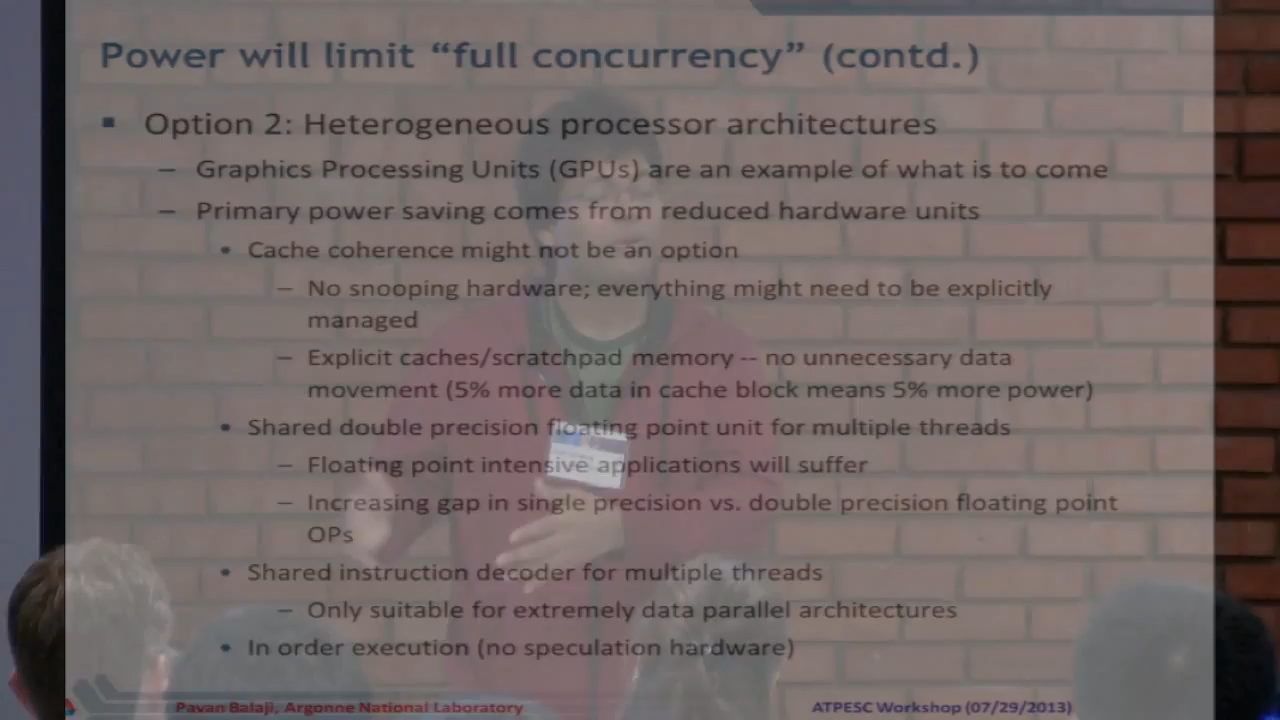 Power will limit “full concurrency” (contd.)
▪ Option 2: Heterogeneous processor architectures
– Graphics Processing Units (GPUs) are an example of what is to come
– Primary power saving comes from reduced hardware units
• Cache coherence might not be an option
– No snooping hardware; everything might need to be explicitly
managed
– Explicit caches/scratchpad memory -- no unnecessary data
movement (5% more data in cache block means 5% more power)
• Shared double precision floating point unit for multiple threads
– Floating point intensive applications will suffer
– Increasing gap in single precision vs. double precision floating point
OPs
• Shared instruction decoder for multiple threads
– Only suitable for extremely data parallel architectures
• In order execution (no speculation hardware)
Pavan Balaji, Argonne National Laboratory
ATPESC Workshop (07/29/2013)